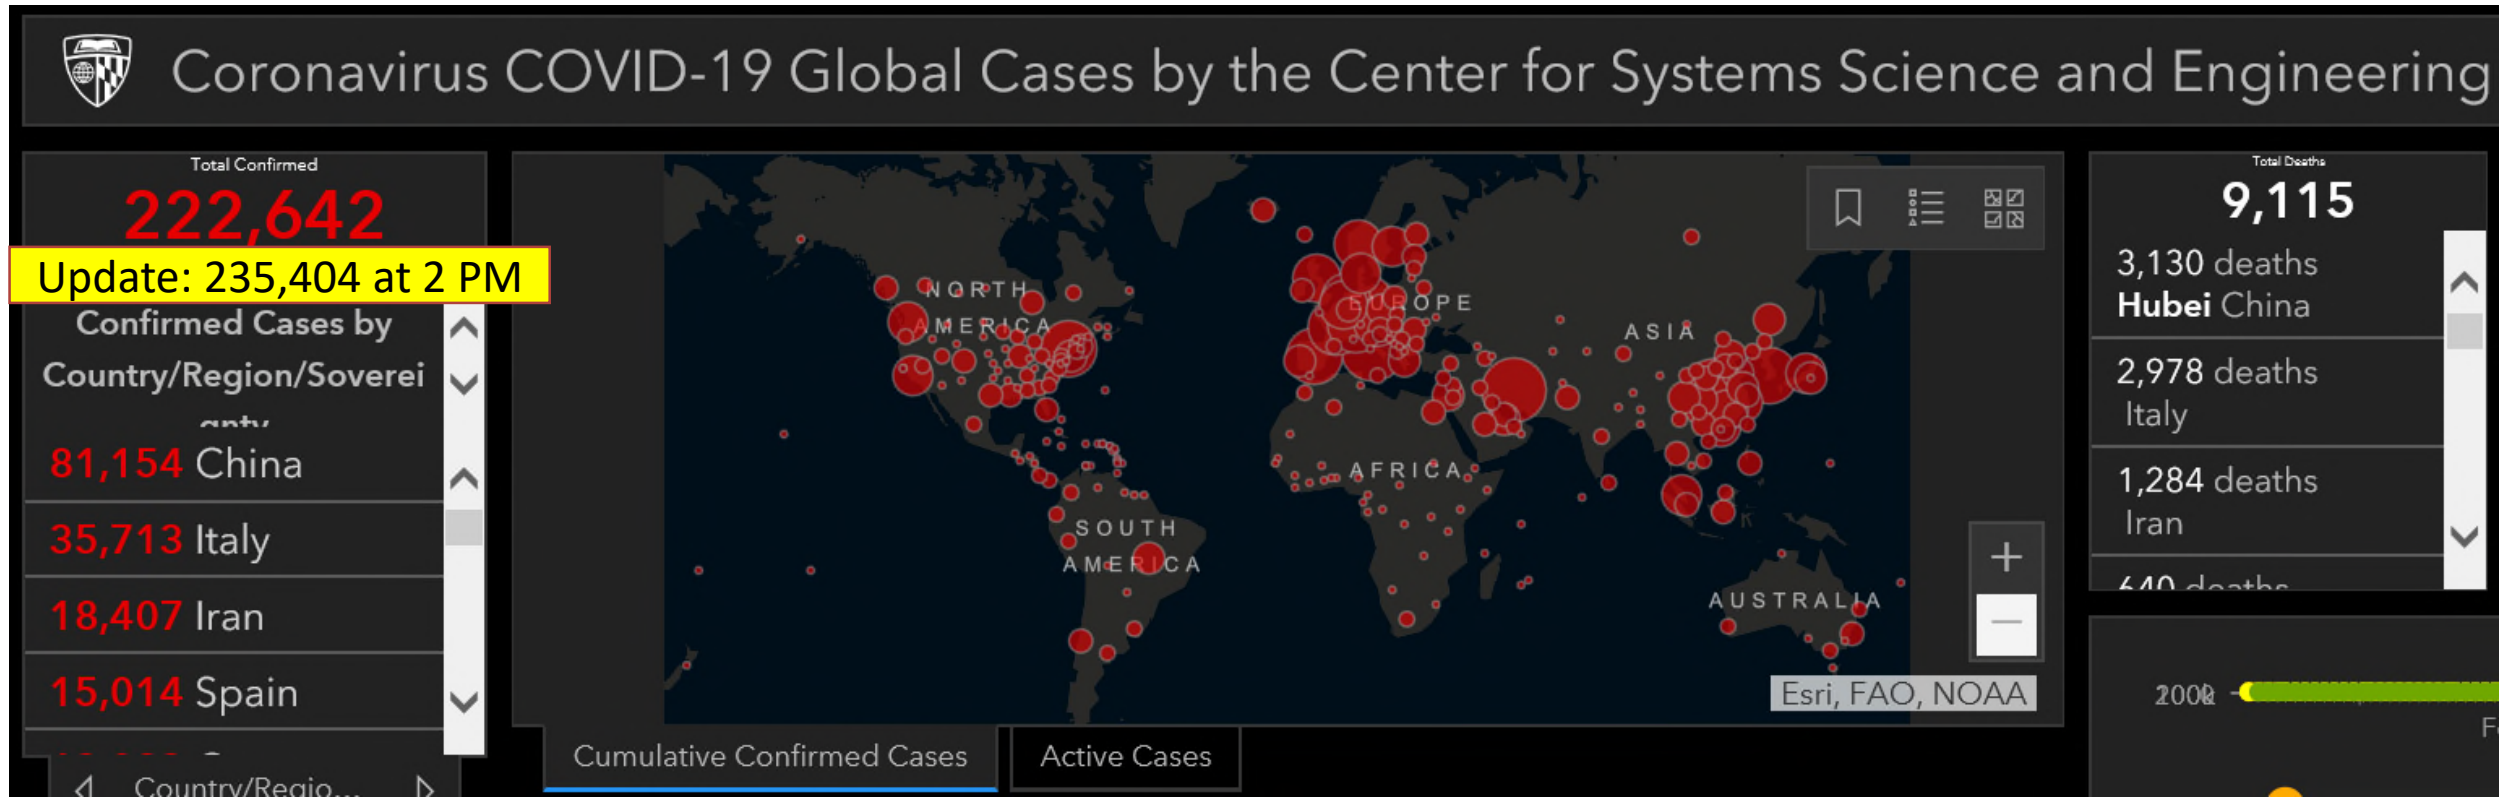 Coronavirus COVID-19 Global Cases by the Center for Systems Science and Engineering
Total Confirmed
222,642
Update: 235,404 at 2 PM
Confirmed Cases by
Country/Region/Soverei
gnty
81,154 China
35,713 Italy
18,407 Iran
15,014 Spain
Country/Regio...
NORTH
AMERICA
EUROPE
ASIA
AFRICA
SOUTH
AMERICA
AUSTRALIA
Esri, FAO, NOAA
Cumulative Confirmed Cases
Active Cases
Total Deaths
9,115
3,130 deaths
Hubei China
2,978 deaths
Italy
1,284 deaths
Iran
640 deaths